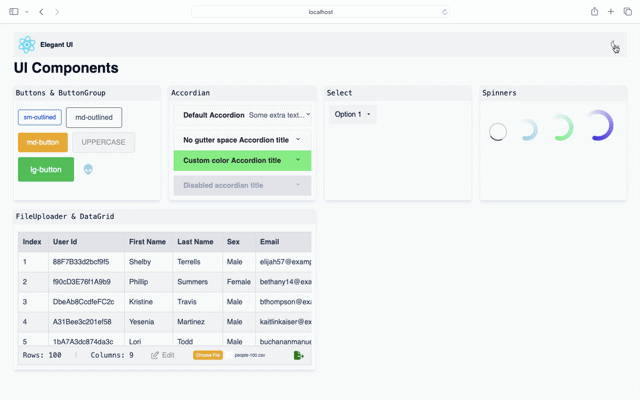 localhost
Elegant UI
UI Components
Buttons & ButtonGroup
sm-outlined
md-outlined
md-button
UPPERCASE
lg-button
Accordian
Default Accordion Some extra text...
No gutter space Accordion title
Custom color Accordion title
Disabled accordian title
Select
Option 1
Spinners
FileUploader & DataGrid
Index User Id First Name Last Name Sex Email
1 88F7B33d2bcf9f5 Shelby Terrells Male elijah57@examp
2 f90cD3E76f1A9b9 Phillip Summers Female bethany14@exa
3 DbeAb8CcdfeFC2c Kristine Travis Male bthompson@exa
4 A31Bee3c201ef58 Yesenia Martinez Male kaitlinkaiser@ex
5 1bA7A3dc874da3c Lori Todd Male buchananmanue
Rows: 100 | Columns: 9 Edit Choose File people-100.csv